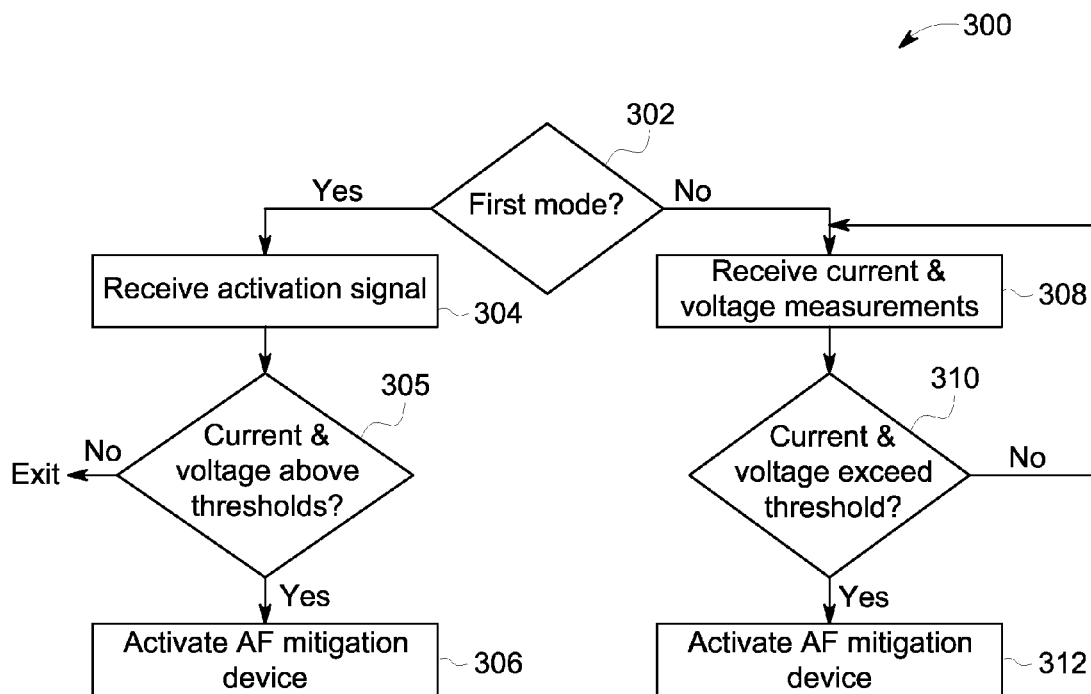 300
302
Yes
First mode?
No
Receive activation signal
304
Receive current &
voltage measurements
308
305
Current &
voltage above
thresholds?
No
Exit
Yes
310
Current &
voltage exceed
threshold?
No
Yes
Activate AF mitigation
device
306
Activate AF mitigation
device
312